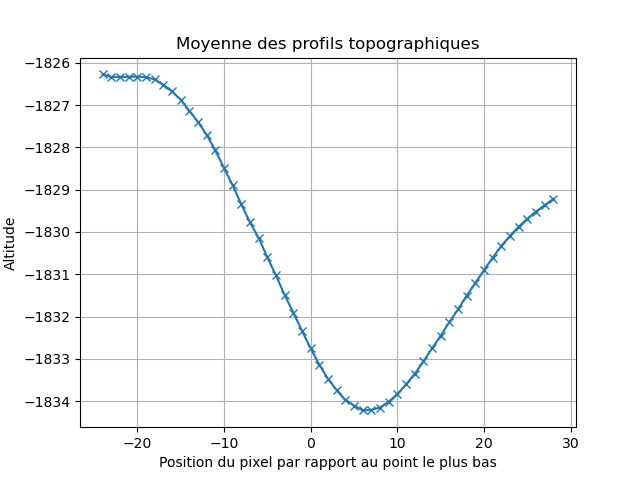 Moyenne des profils topographiques
Altitude
−1826
−1827
−1828
−1829
−1830
−1831
−1832
−1833
−1834
−20 −10 0 10 20 30
Position du pixel par rapport au point le plus bas